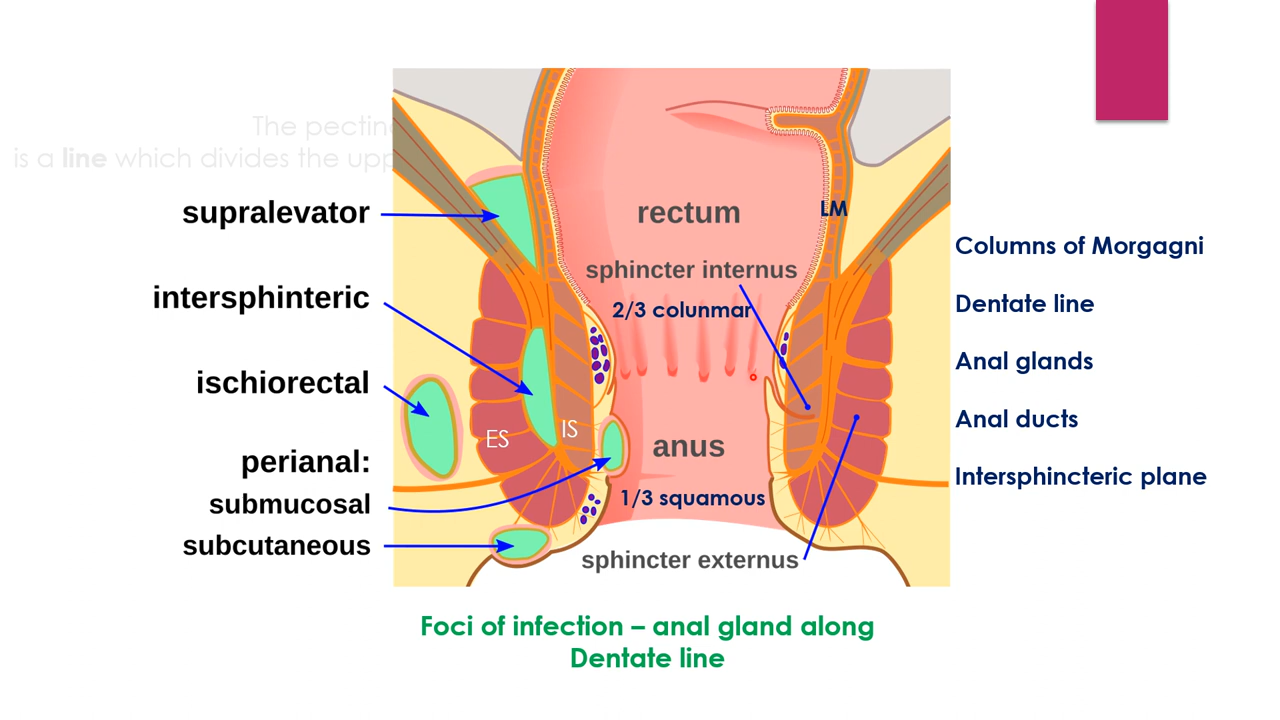 The pectin
is a line which divides the upp
supralevator
intersphinteric
ischiorectal
perianal:
submucosal
subcutaneous
rectum
LM
sphincter internus
2/3 colunmar
ES
IS
anus
1/3 squamous
sphincter externus
Columns of Morgagni
Dentate line
Anal glands
Anal ducts
Intersphincteric plane
Foci of infection – anal gland along
Dentate line